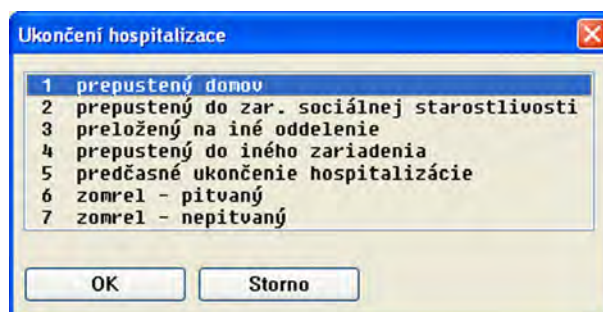 Ukončení hospitalizace
1 prepustený domov
2 prepustený do zar. sociálnej starostlivosti
3 preložený na iné oddelenie
4 prepustený do iného zariadenia
5 predčasné ukončenie hospitalizácie
6 zomrel - pitvaný
7 zomrel - nepitvaný
OK Storno